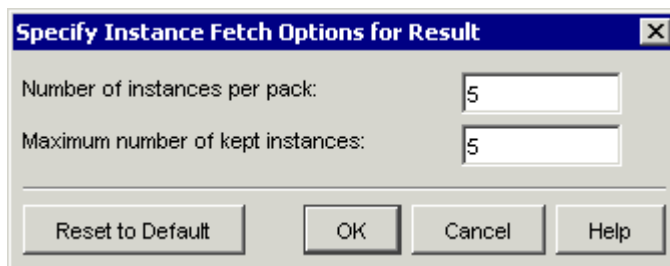 Specify Instance Fetch Options for Result
Number of instances per pack: 5
Maximum number of kept instances: 5
Reset to Default OK Cancel Help